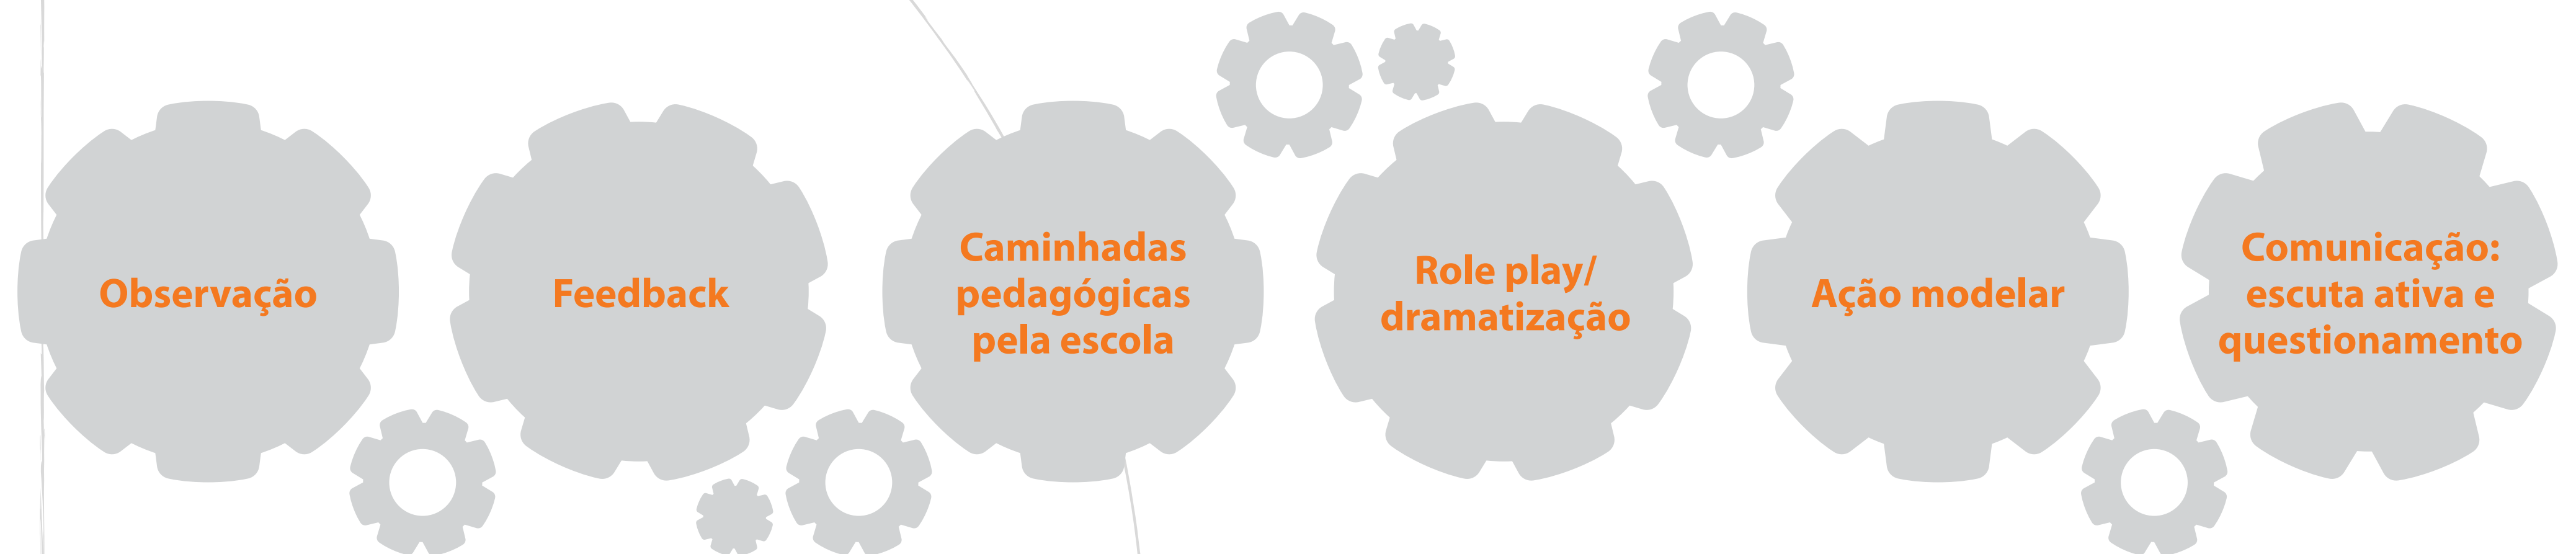 Observação
Feedback
Caminhadas
pedagógicas
pela escola
Role play/
dramatização
Ação modelar
Comunicação:
escuta ativa e
questionamento